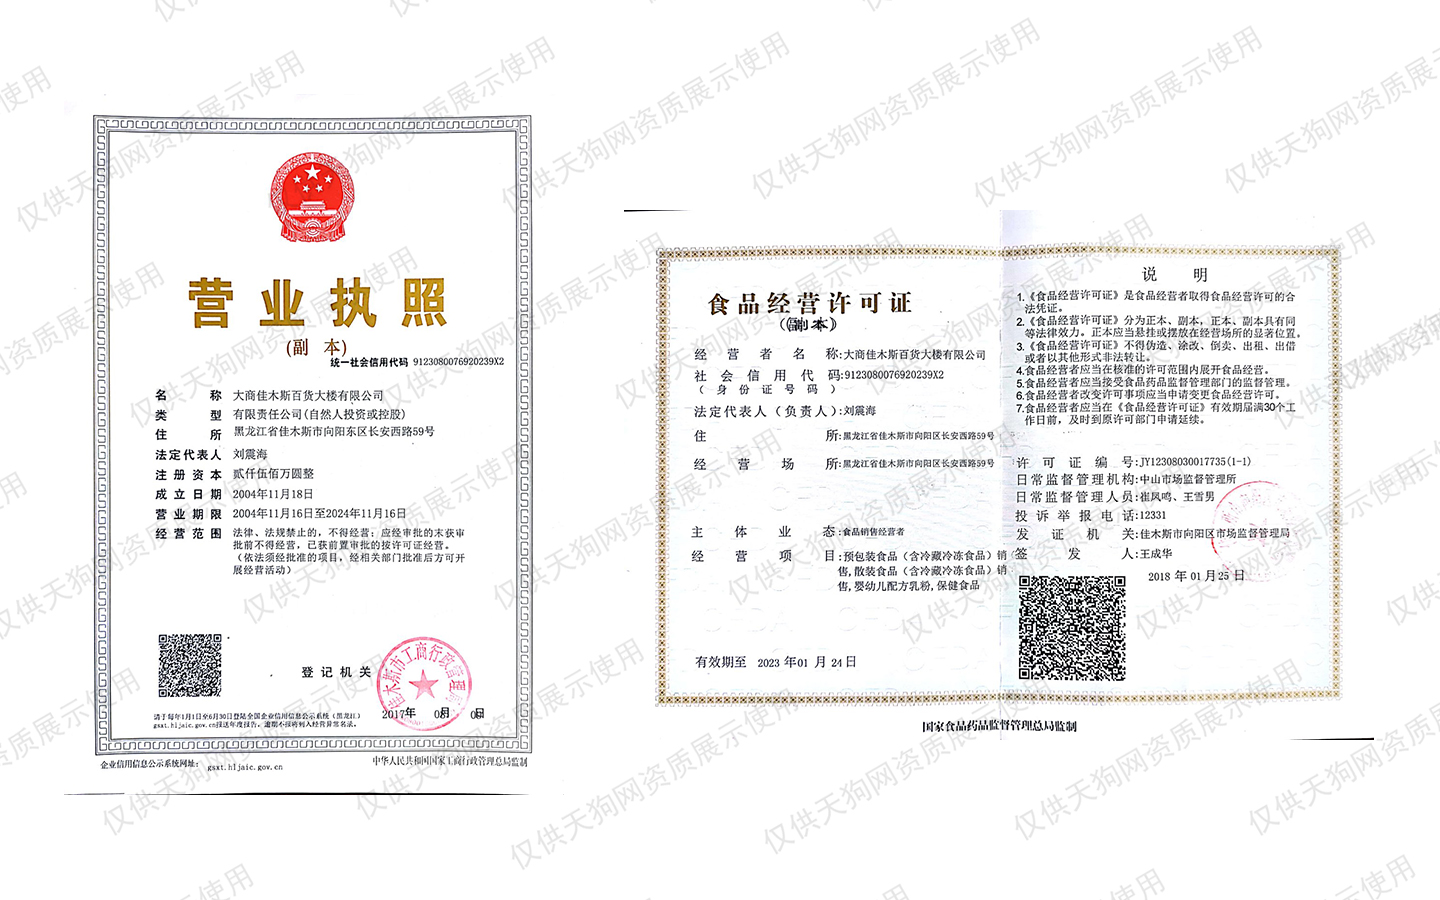 营业执照
(副 本)
统一社会信用代码 9123080076920239X2
名 称 大商佳木斯百货大楼有限公司
类 型 有限责任公司(自然人投资或控股)
住 所 黑龙江省佳木斯市向阳东区长安西路59号
法定代表人 刘震海
注 册 资 本 贰仟伍佰万圆整
成 立 日 期 2004年11月18日
营 业 期 限 2004年11月16日至2024年11月16日
经 营 范 围 法律、法规禁止的，不得经营；应经审批的未获审
批前不得经营，已获前置审批的按许可证经营。
（依法须经批准的项目，经相关部门批准后方可开
展经营活动）
登 记 机 关
佳木斯市工商行政管理局
2017年 月
请于每年1月1日至6月30日登陆全国企业信用信息公示系统（黑龙江）
gsxt.hljaic.gov.cn报送年度报告。逾期不报将列入经营异常名录。
企业信用信息公示系统网址： gsxt.hljaic.gov.cn
中华人民共和国国家工商行政管理总局监制
食品经营许可证
（副本）
经 营 者 名 称:大商佳木斯百货大楼有限公司
社 会 信 用 代 码:9123080076920239X2
（ 身 份 证 号 码 ）
法定代表人（负责人）:刘震海
住 所:黑龙江省佳木斯市向阳区长安西路59号
经 营 场 所:黑龙江省佳木斯市向阳区长安西路59号
主 体 业 态:食品销售经营者
经 营 项 目:预包装食品（含冷藏冷冻食品）销
售,散装食品（含冷藏冷冻食品）销
售,婴幼儿配方乳粉,保健食品
有效期至 2023 年01 月 24日
说 明
1.《食品经营许可证》是食品经营者取得食品经营许可的合
法凭证。
2.《食品经营许可证》分为正本、副本，正本、副本具有同
等法律效力。正本应当悬挂或摆放在经营场所的显著位置。
3.《食品经营许可证》不得伪造、涂改、倒卖、出租、出借
或者以其他形式非法转让。
4.食品经营者应当在核准的许可范围内展开食品经营。
5.食品经营者应当接受食品药品监督管理部门的监督管理。
6.食品经营者改变许可事项应当申请变更食品经营许可。
7.食品经营者应当在《食品经营许可证》有效期届满30个工
作日前，及时到原许可部门申请延续。
许 可 证 编 号:JY12308030017735(1-1)
日常监督管理机构:中山市场监督管理所
日常监督管理人员:崔凤鸣、王雪男
投 诉 举 报 电 话:12331
发 证 机 关:佳木斯市向阳区市场监督管理局
签 发 人:王成华
2018 年 01 月 25 日
国家食品药品监督管理总局监制
仅供天狗网资质展示使用